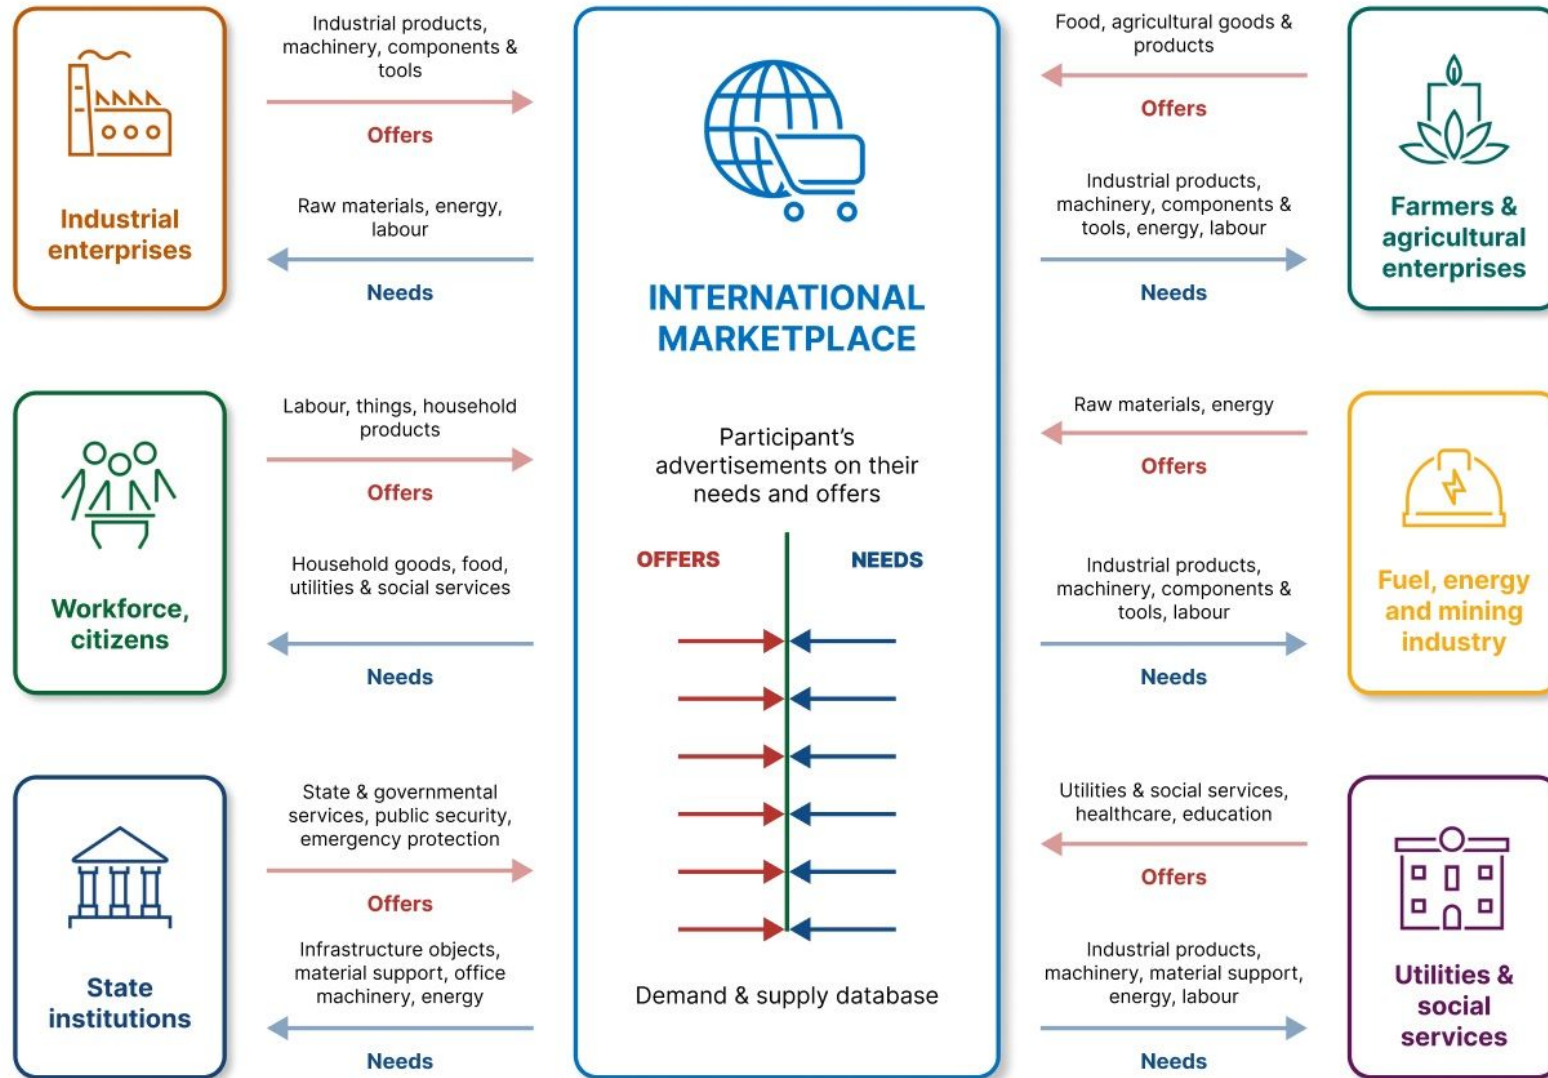 Industrial products,
machinery, components &
tools
Offers
Raw materials, energy,
labour
Needs
Industrial
enterprises
Labour, things, household
products
Offers
Household goods, food,
utilities & social services
Needs
Workforce,
citizens
State & governmental
services, public security,
emergency protection
Offers
Infrastructure objects,
material support, office
machinery, energy
Needs
State
institutions
INTERNATIONAL
MARKETPLACE
Participant’s
advertisements on their
needs and offers
OFFERS
NEEDS
Demand & supply database
Food, agricultural goods &
products
Offers
Industrial products,
machinery, components &
tools, energy, labour
Needs
Farmers &
agricultural
enterprises
Raw materials, energy
Offers
Industrial products,
machinery, components &
tools, labour
Needs
Fuel, energy
and mining
industry
Utilities & social services,
healthcare, education
Offers
Industrial products,
machinery, material support,
energy, labour
Needs
Utilities &
social
services